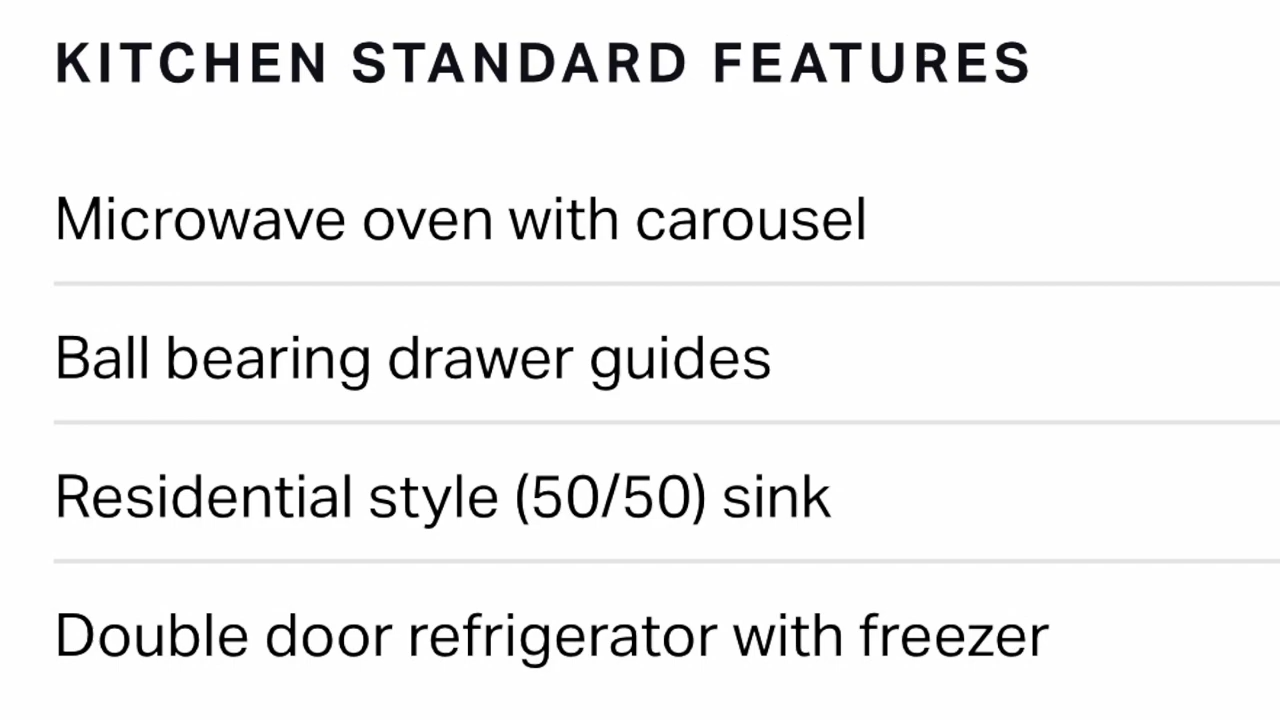 KITCHEN STANDARD FEATURES
Microwave oven with carousel
Ball bearing drawer guides
Residential style (50/50) sink
Double door refrigerator with freezer